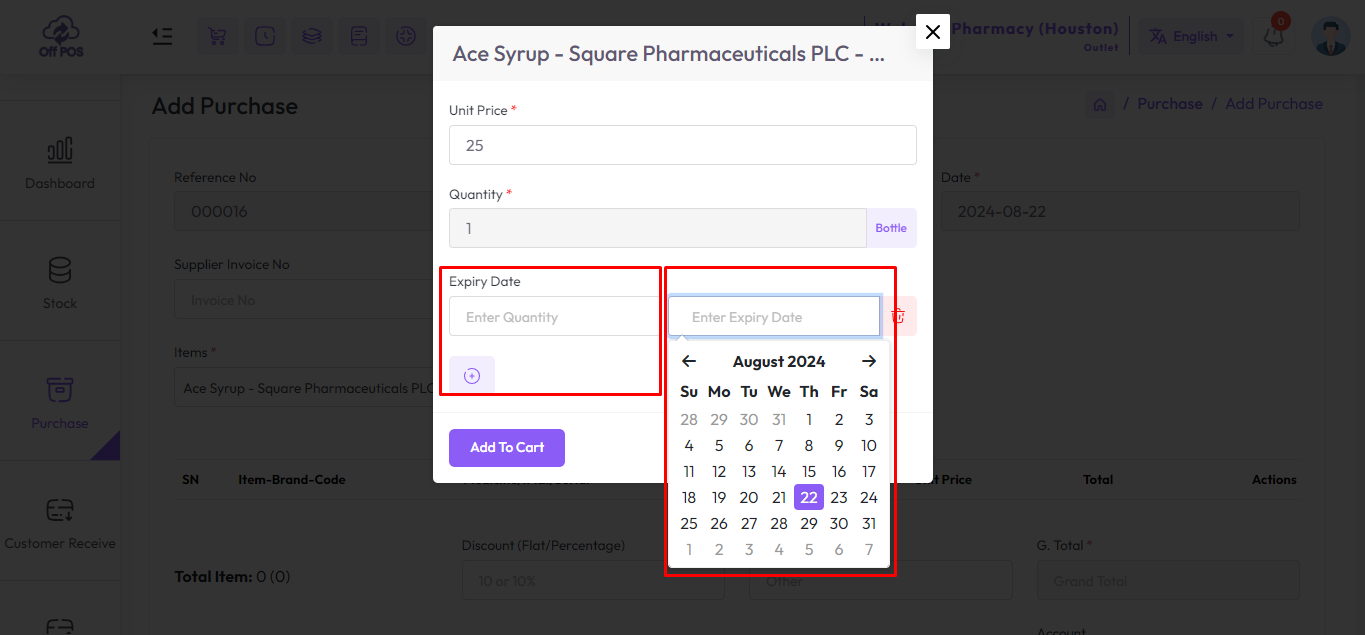 Off POS
Pharmacy (Houston)
Outlet
English
0
Ace Syrup - Square Pharmaceuticals PLC - ...
Add Purchase
/ Purchase / Add Purchase
Unit Price *
25
Dashboard
Reference No
000016
Date *
2024-08-22
Quantity *
1
Bottle
Supplier Invoice No
Invoice No
Stock
Expiry Date
Enter Quantity
Enter Expiry Date
Items *
Ace Syrup - Square Pharmaceuticals PLC
August 2024
Su Mo Tu We Th Fr Sa
28 29 30 31 1 2 3
4 5 6 7 8 9 10
11 12 13 14 15 16 17
18 19 20 21 22 23 24
25 26 27 28 29 30 31
1 2 3 4 5 6 7
Purchase
Add To Cart
SN
Item-Brand-Code
Price
Total
Actions
Customer Receive
Discount (Flat/Percentage)
10 or 10%
Other
G. Total *
Grand Total
Total Item: 0 (0)
Account